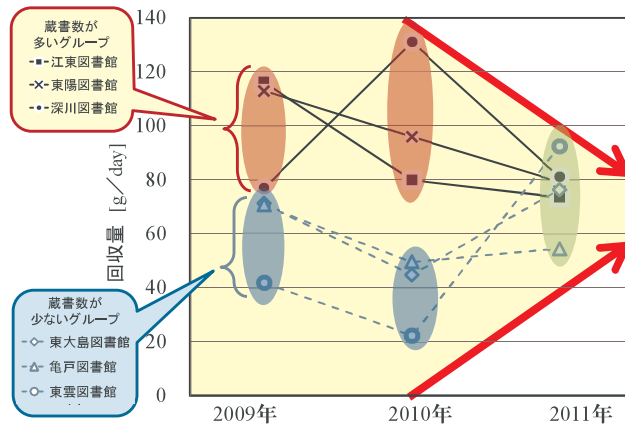 蔵書数が
多いグループ
江東図書館
東陽図書館
深川図書館
140
120
100
80
60
40
20
0
回収量 [g/day]
蔵書数が
少ないグループ
東大島図書館
亀戸図書館
東雲図書館
2009年
2010年
2011年